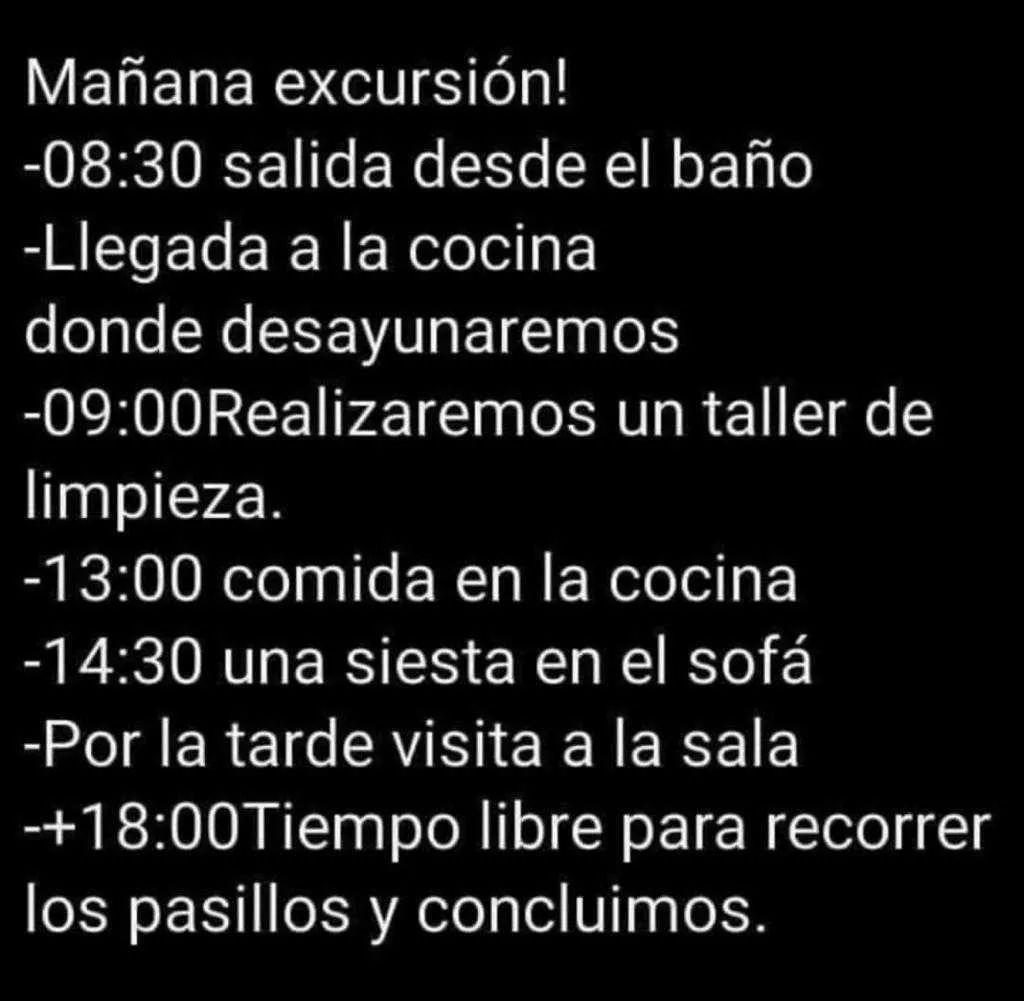 Mañana excursión!
-08:30 salida desde el baño
-Llegada a la cocina
donde desayunaremos
-09:00Realizaremos un taller de
limpieza.
-13:00 comida en la cocina
-14:30 una siesta en el sofá
-Por la tarde visita a la sala
-+18:00Tiempo libre para recorrer
los pasillos y concluimos.